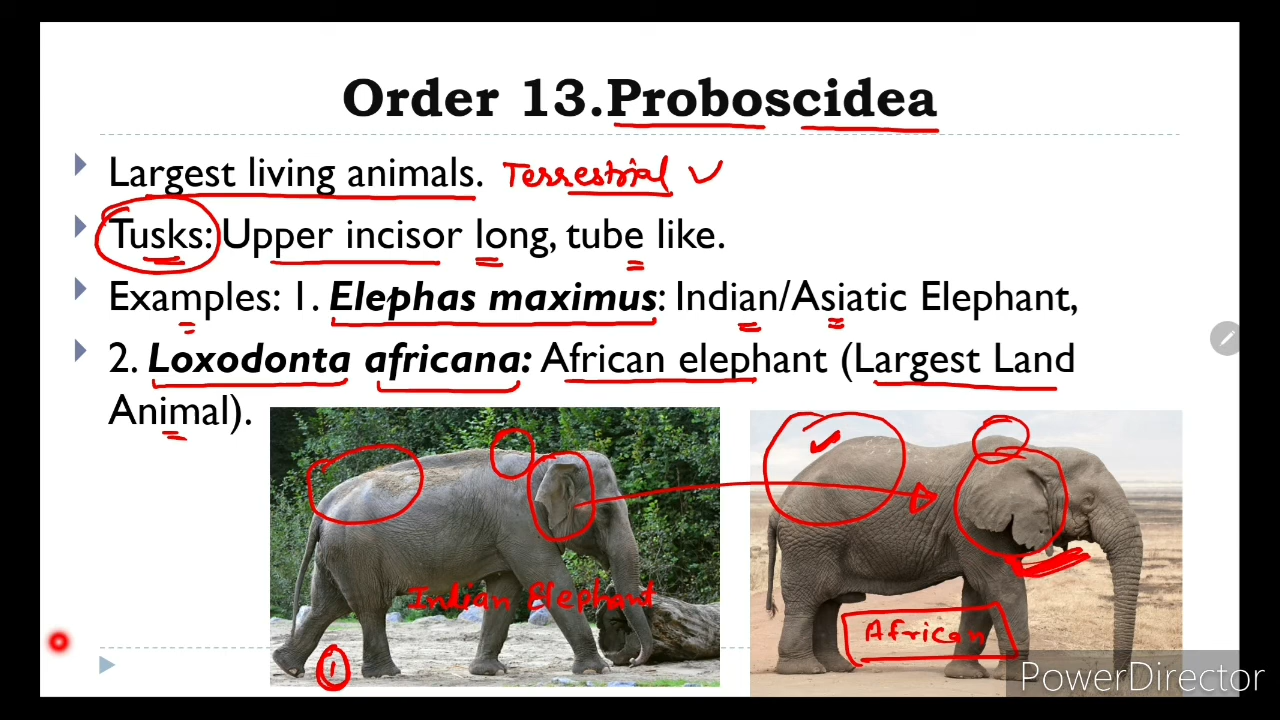 Order 13.Proboscidea
Largest living animals. Terrestrial
Tusks: Upper incisor long, tube like.
Examples: 1. Elephas maximus: Indian/Asiatic Elephant,
2. Loxodonta africana: African elephant (Largest Land
Animal).
Indian Elephant
African
1
PowerDirector